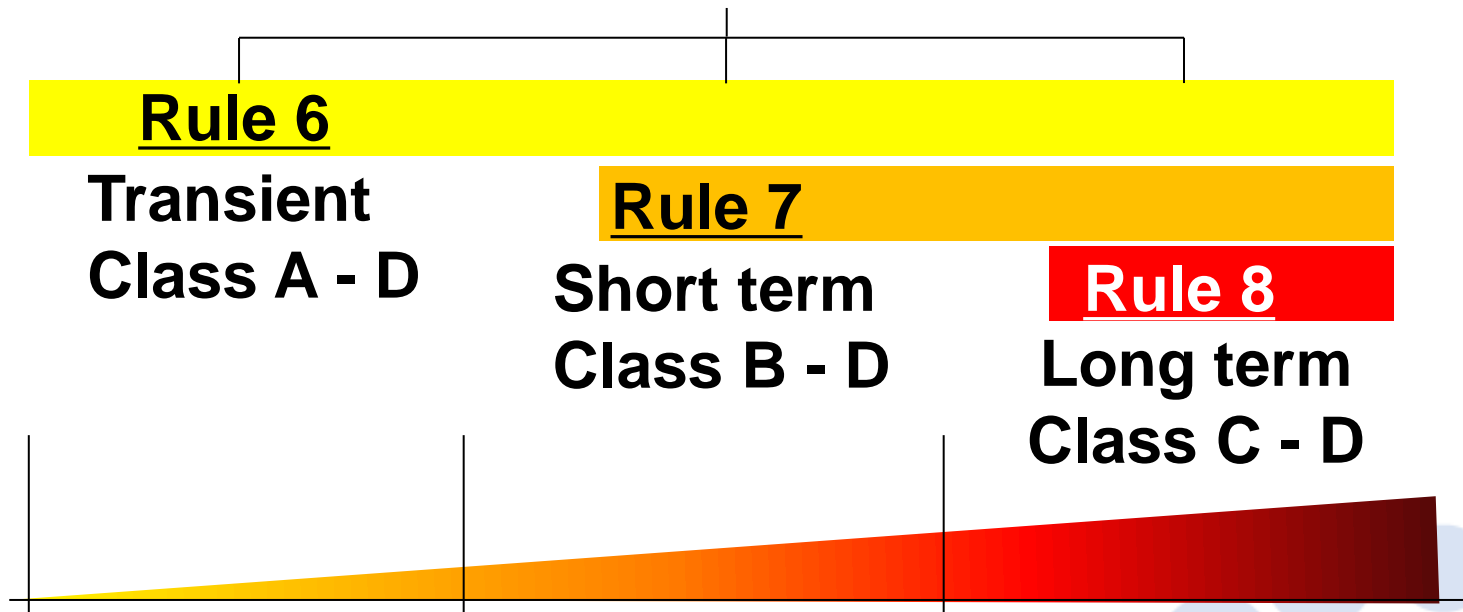 Rule 6
Transient
Class A - D
Rule 7
Short term
Class B - D
Rule 8
Long term
Class C - D